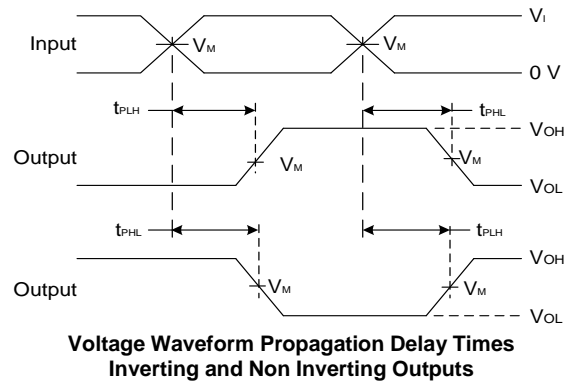 Input VM VM VI
0 V
tPLH tPHL
Output VM VM VOH
VOL
tPHL tPLH
Output VM VM VOH
VOL
Voltage Waveform Propagation Delay Times
Inverting and Non Inverting Outputs